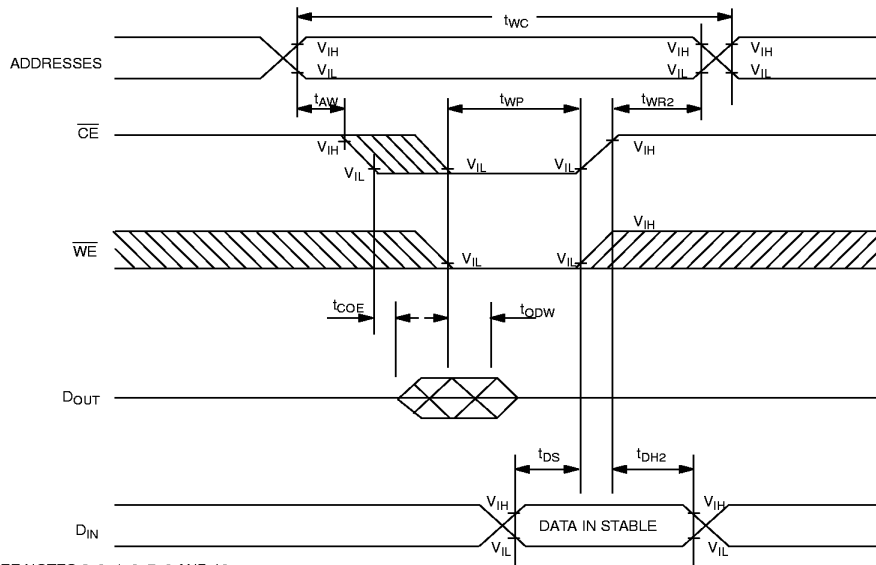 tWC
ADDRESSES
VIH VIH VIH
VIL VIL VIL
tAW tWP tWR2
CE
VIH VIH
VIL VIL VIL
VIH
WE
VIL VIL
tCOE tODW
DOUT
tDS tDH2
VIH VIH
DIN DATA IN STABLE
VIL VIL